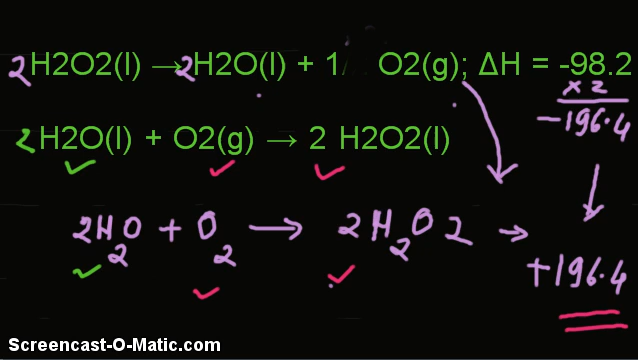 2H2O2(l) →2H2O(l) + 1 O2(g); ΔH = -98.2
x 2
-196.4
2H2O(l) + O2(g) → 2 H2O2(l)
2H2O + O2 → 2H2O2 →
+196.4
Screencast-O-Matic.com